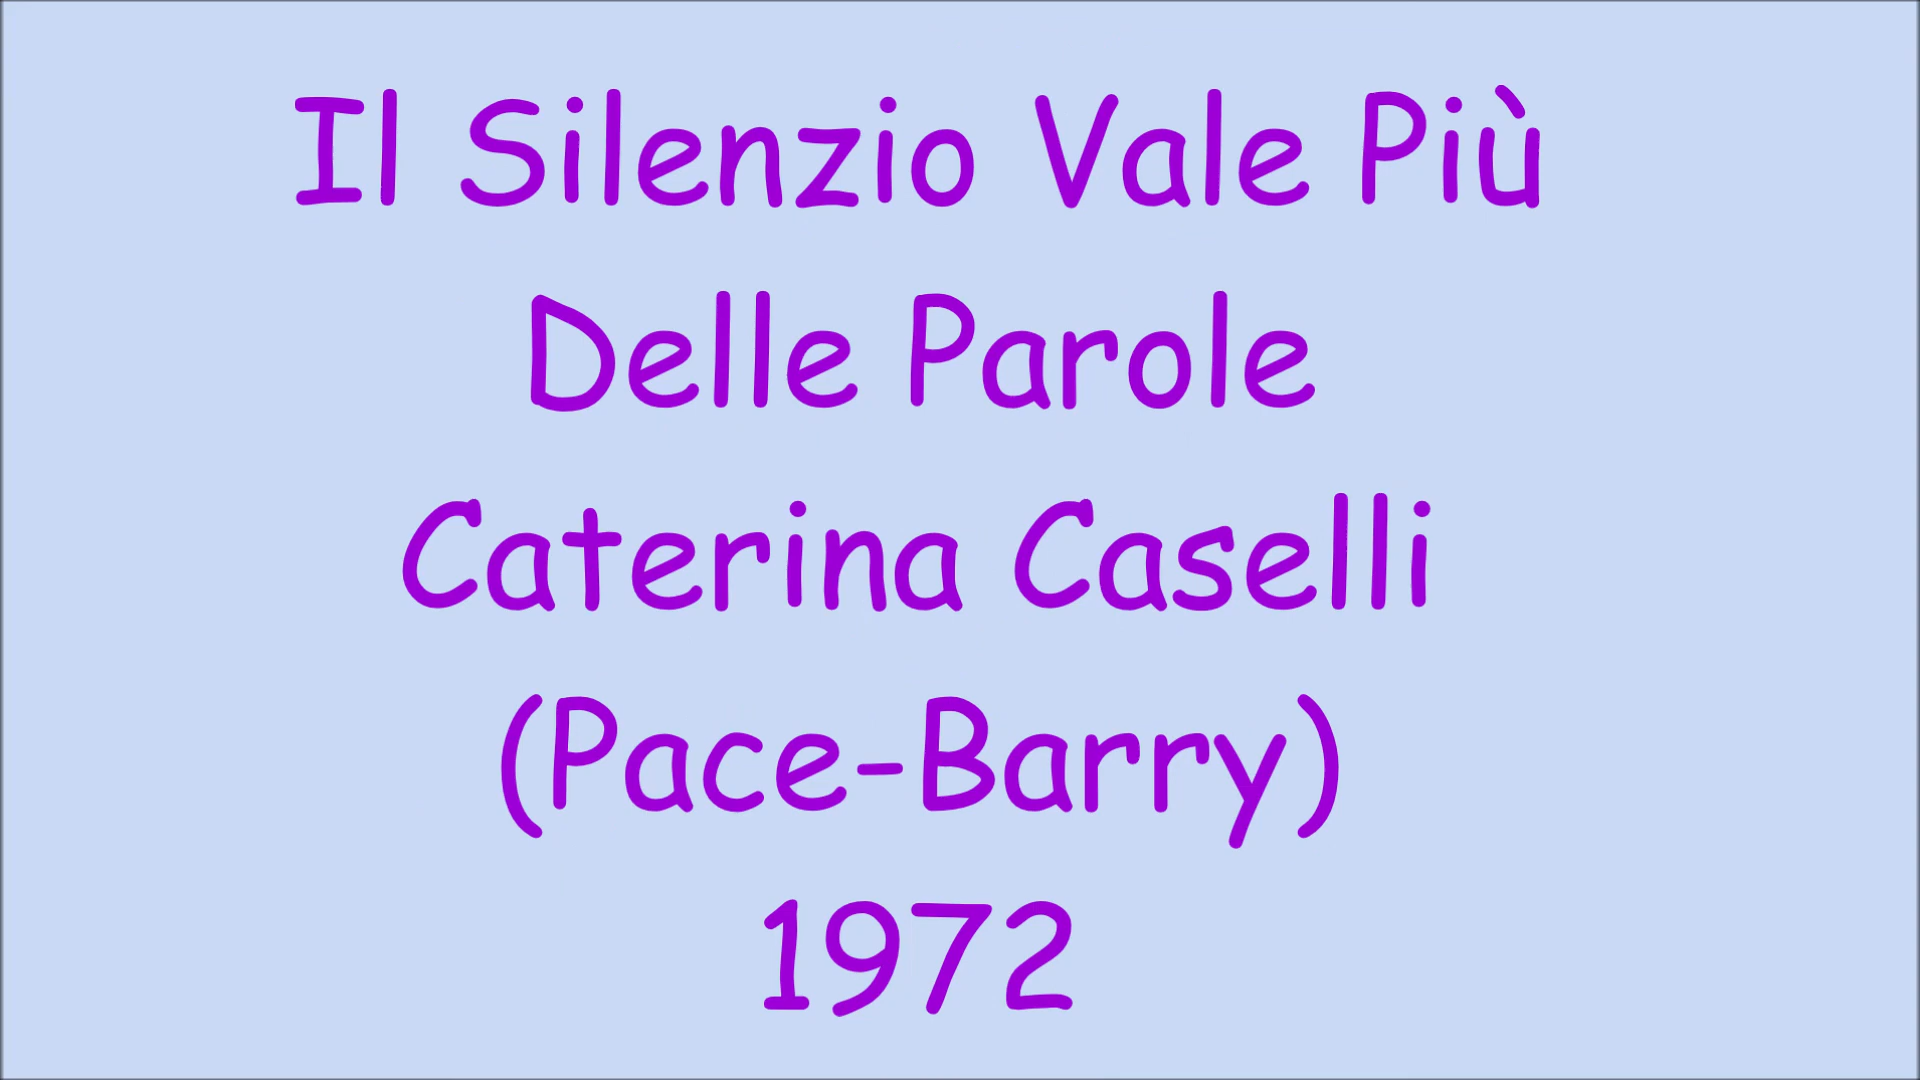 Il Silenzio Vale Più
Delle Parole
Caterina Caselli
(Pace-Barry)
1972